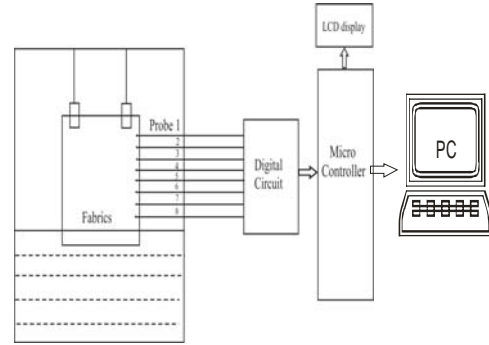 LCD display
Probe 1
2
3
4
5
6
7
8
Fabrics
Digital
Circuit
Micro
Controller
PC